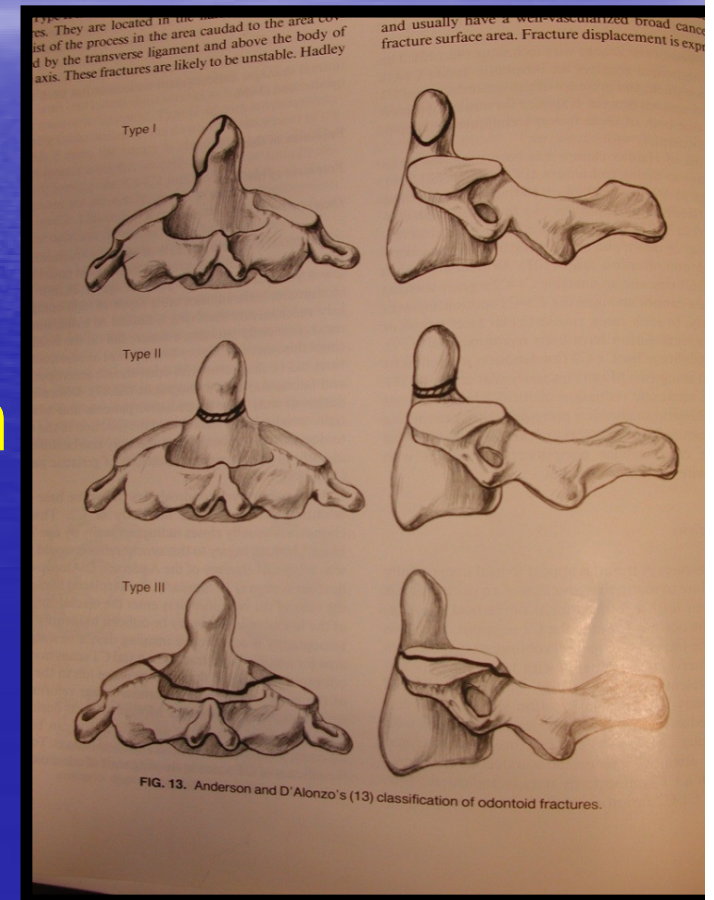 res. They are located in the
ist of the process in the area caudad to the area
d by the transverse ligament and above the body of
axis. These fractures are likely to be unstable. Hadley
and usually have a well-vascularized broad
fracture surface area. Fracture displacement is
Type I
Type II
Type III
FIG. 13. Anderson and D'Alonzo's (13) classification of odontoid fractures.